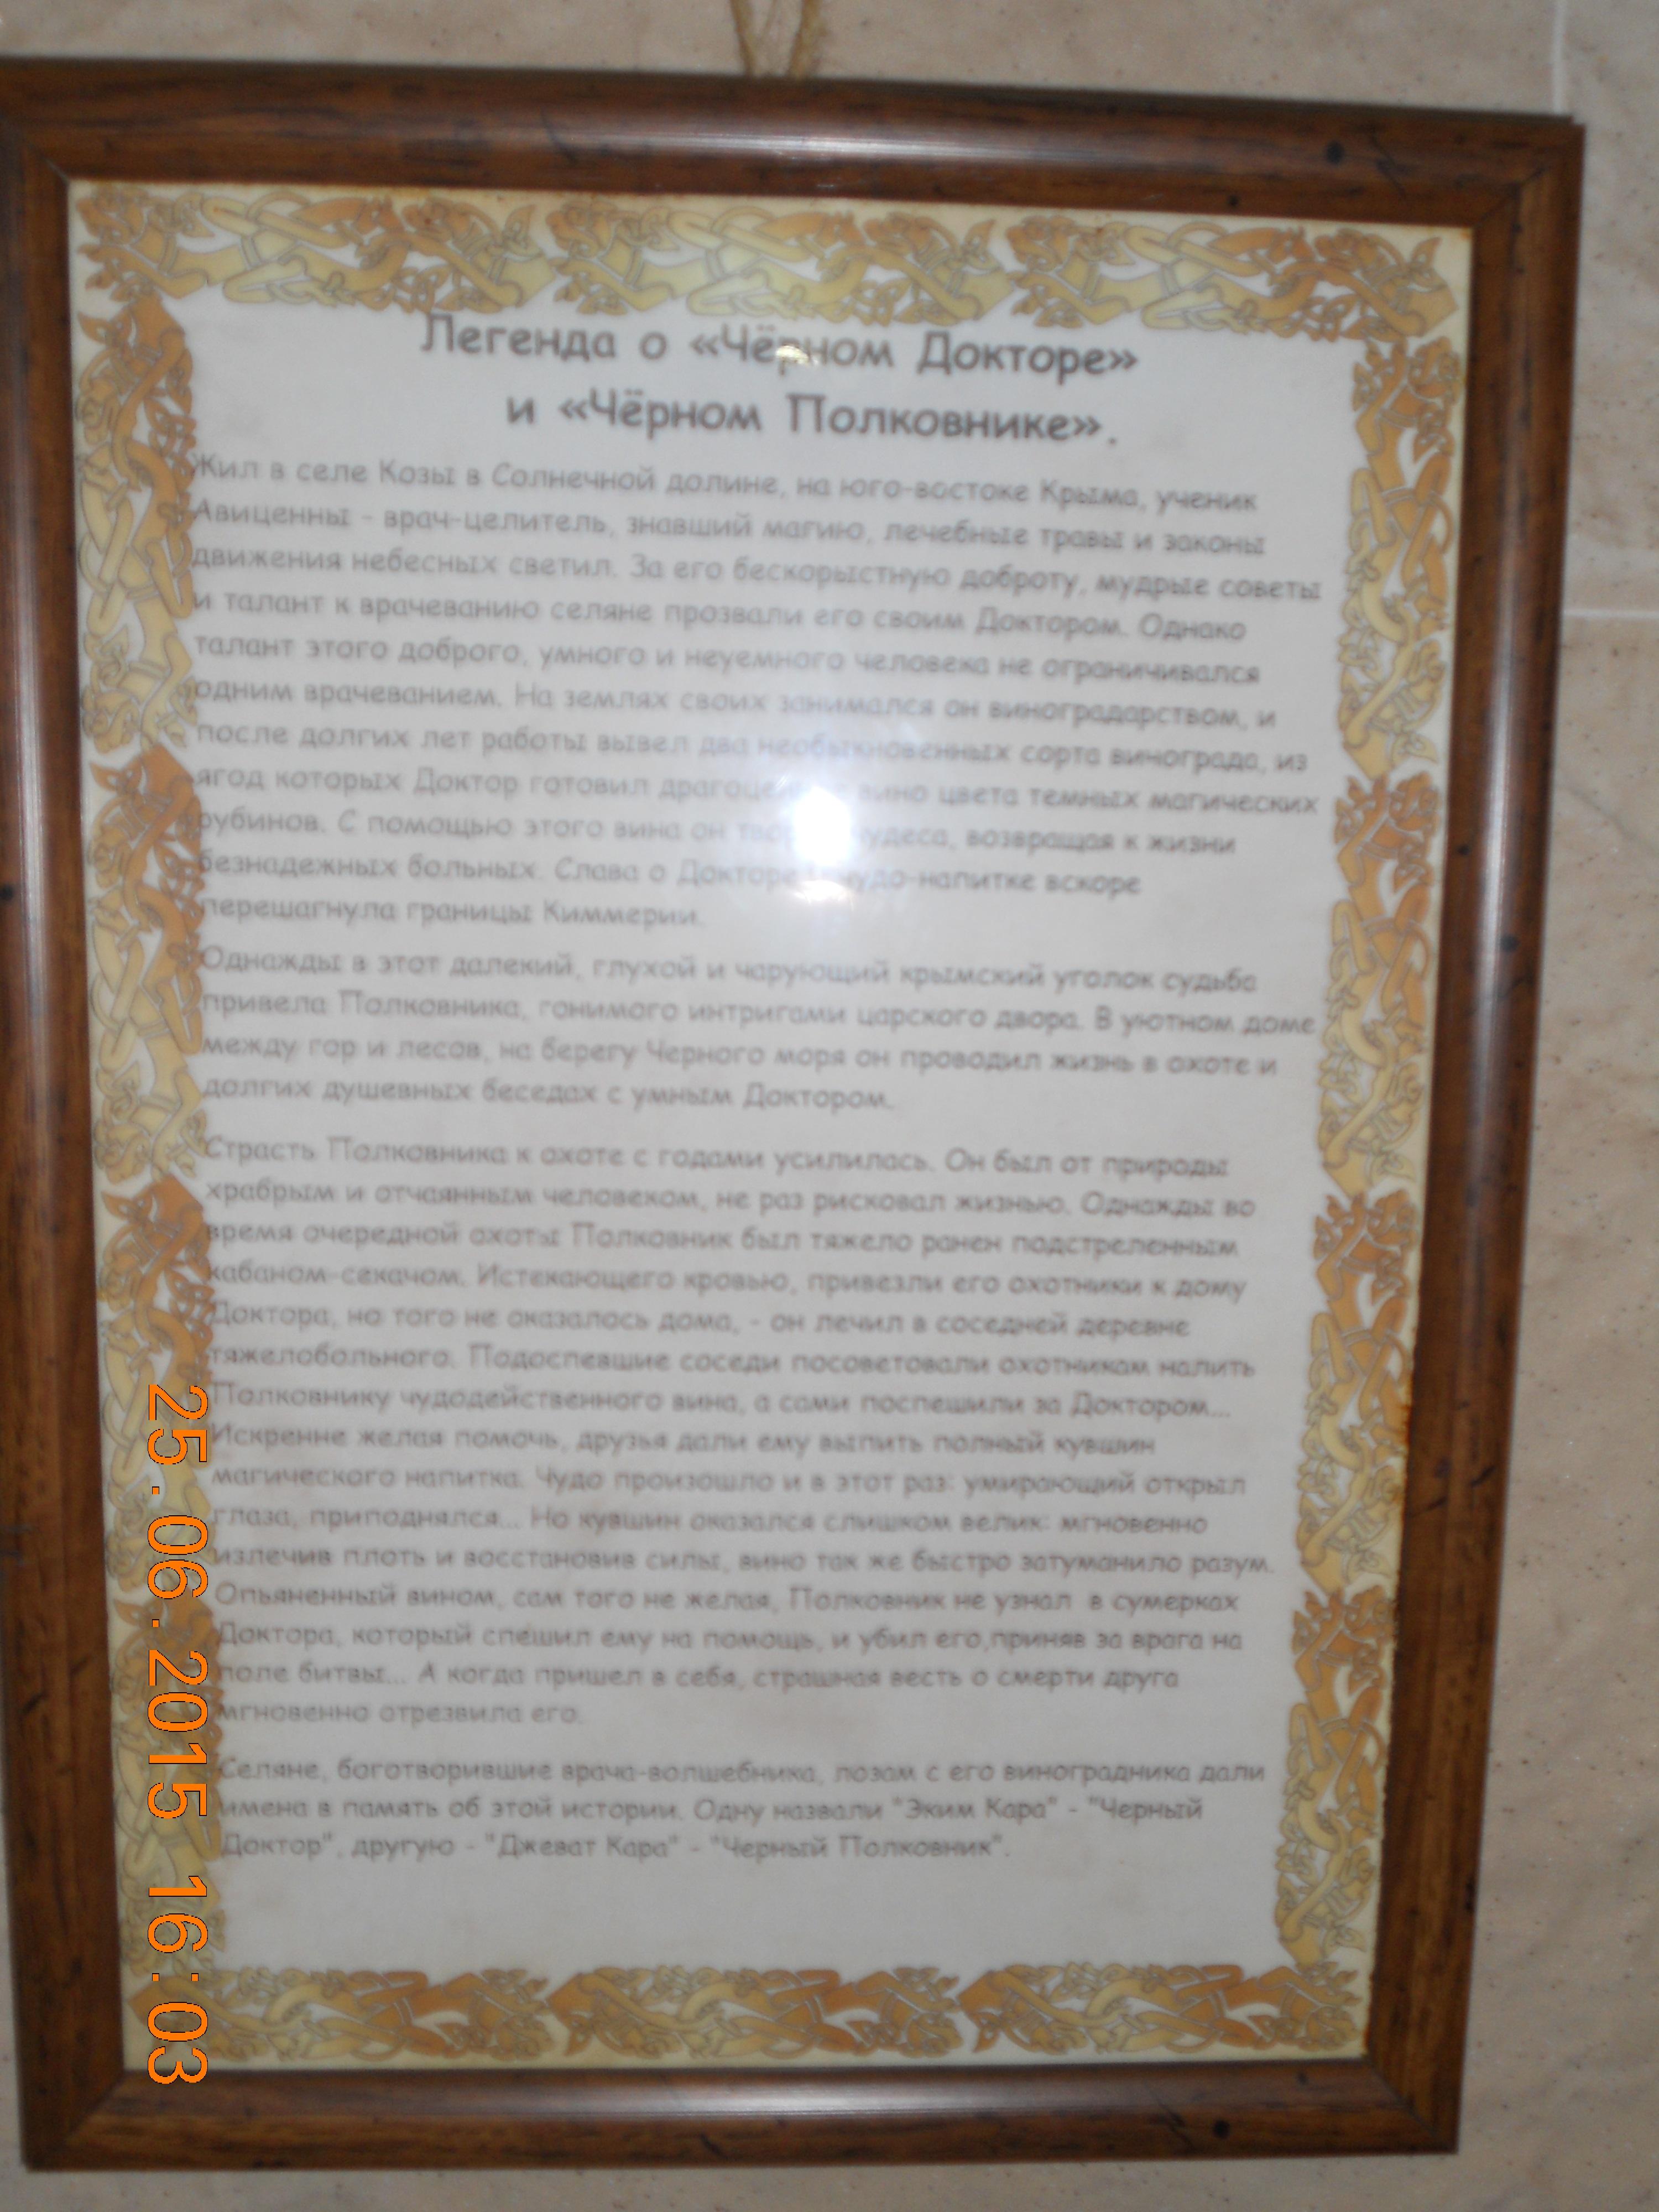 Легенда о «Чёрном Докторе»
и «Чёрном Полковнике».
Жил в селе Козы в Солнечной долине, на юго-востоке Крыма, ученик
Авиценны - врач-целитель, знавший магию, лечебные травы и законы
движения небесных светил. За его бескорыстную доброту, мудрые советы
и талант к врачеванию селяне прозвали его своим Доктором. Однако
талант этого доброго, умного и неуемного человека не ограничивался
одним врачеванием. На землях своих занимался он виноградарством, и
после долгих лет работы вывел два необыкновенных сорта винограда, из
ягод которых Доктор готовил вино цвета темных магических
рубинов. С помощью этого вина он чудеса, возвращая к жизни
безнадежных больных. Слава о Докторе чудо-напитке вскоре
перешагнула границы Киммерии.
Однажды в этот далекий, глухой и чарующий крымский уголок судьба
привела Полковника, гонимого интригами царского двора. В уютном доме
между гор и лесов, на берегу Черного моря он проводил жизнь в охоте и
долгих душевных беседах с умным Доктором.
Страсть Полковника к охоте с годами усилилась. Он был от природы
храбрым и отчаянным человеком, не раз рисковал жизнью. Однажды во
время очередной охоты Полковник был тяжело ранен подстреленным
кабаном-секачом. Истекающего кровью, привезли его охотники к дому
Доктора, но того не оказалось дома, - он лечил в соседней деревне
тяжелобольного. Подоспевшие соседи посоветовали охотникам налить
Полковнику чудодейственного вина, а сами поспешили за Доктором...
Искренне желая помочь, друзья дали ему выпить полный кувшин
магического напитка. Чудо произошло и в этот раз: умирающий открыл
глаза, приподнялся... Но кувшин оказался слишком велик: мгновенно
излечив плоть и восстановив силы, вино так же быстро затуманило разум.
Опьяненный вином, сам того не желая, Полковник не узнал в сумерках
Доктора, который спешил ему на помощь, и убил его,приняв за врага на
поле битвы... А когда пришел в себя, страшная весть о смерти друга
мгновенно отрезвила его.
Селяне, боготворившие врача-волшебника, лозам с его виноградника дали
имена в память об этой истории. Одну назвали "Эким Кара" - "Черный
Доктор", другую - "Джеват Кара" - "Черный Полковник".
25.06.2015 16:03